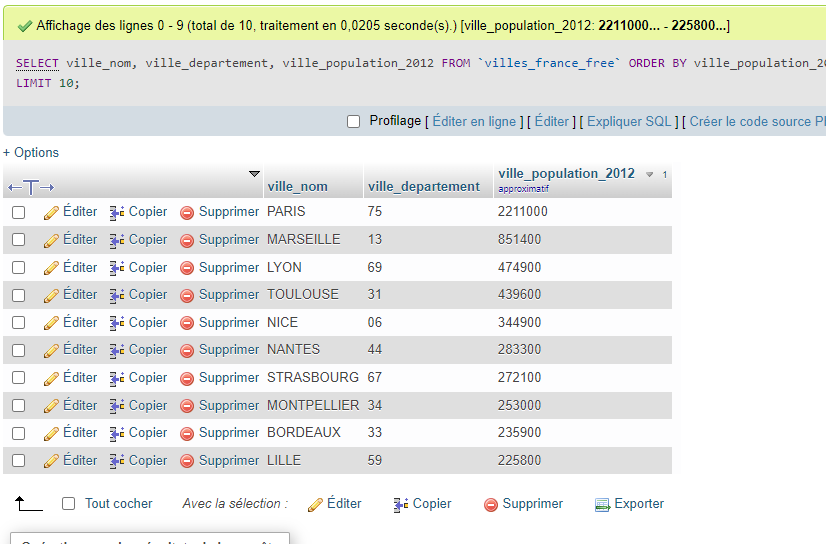 Affichage des lignes 0 - 9 (total de 10, traitement en 0,0205 seconde(s).) [ville_population_2012: 2211000... - 225800...]
SELECT ville_nom, ville_departement, ville_population_2012 FROM `villes_france_free` ORDER BY ville_population_20
LIMIT 10;
Profilage [ Éditer en ligne ] [ Éditer ] [ Expliquer SQL ] [ Créer le code source P
+ Options
←T→ ville_nom ville_departement ville_population_2012 1
approximatif
Éditer Copier Supprimer PARIS 75 2211000
Éditer Copier Supprimer MARSEILLE 13 851400
Éditer Copier Supprimer LYON 69 474900
Éditer Copier Supprimer TOULOUSE 31 439600
Éditer Copier Supprimer NICE 06 344900
Éditer Copier Supprimer NANTES 44 283300
Éditer Copier Supprimer STRASBOURG 67 272100
Éditer Copier Supprimer MONTPELLIER 34 253000
Éditer Copier Supprimer BORDEAUX 33 235900
Éditer Copier Supprimer LILLE 59 225800
Tout cocher Avec la sélection : Éditer Copier Supprimer Exporter